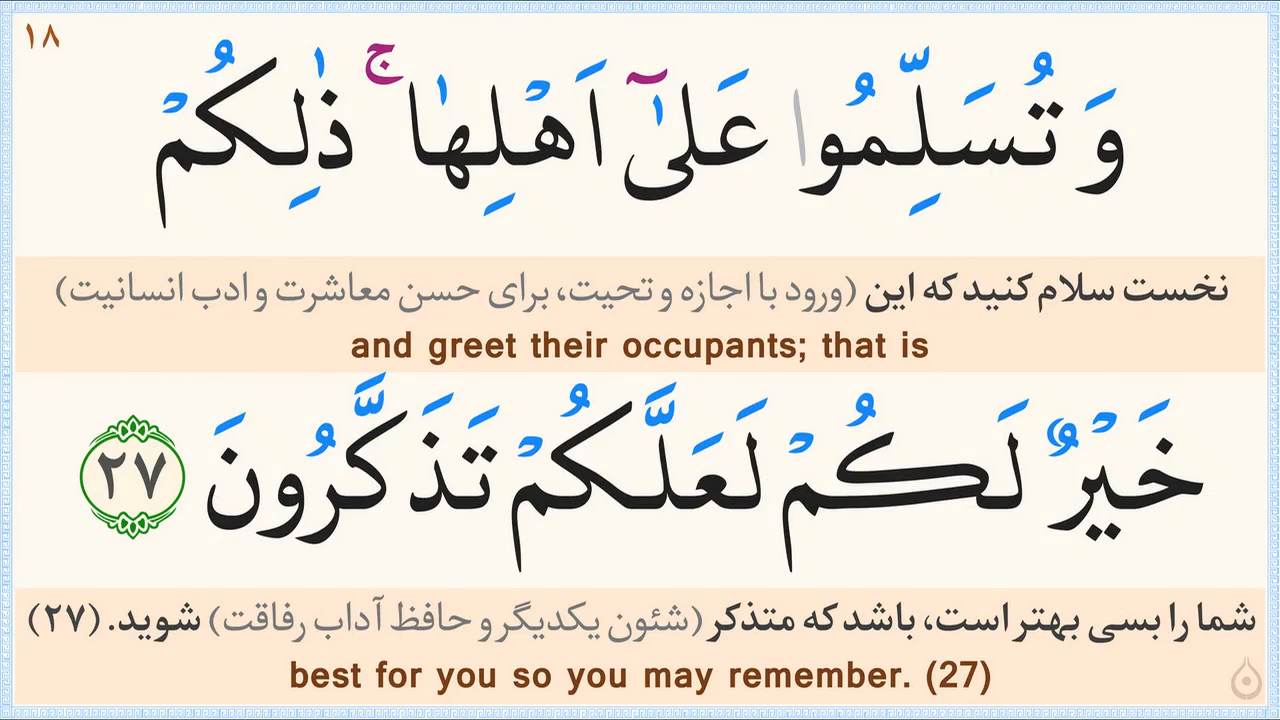 ۱۸
وَ تُسَلِّمُوا عَلىٰٓ اَهْلِهٰا ۚ ذٰلِكُمْ
نخست سلام کنید که این (ورود با اجازه و تحیت، برای حسن معاشرت و ادب انسانیت)
and greet their occupants; that is
خَيْرٌ لَكُمْ لَعَلَّكُمْ تَذَكَّرُونَ ۲۷
شما را بسی بهتر است، باشد که متذکر (شئون یکدیگر و حافظ آداب رفاقت) شوید. (۲۷)
best for you so you may remember. (27)